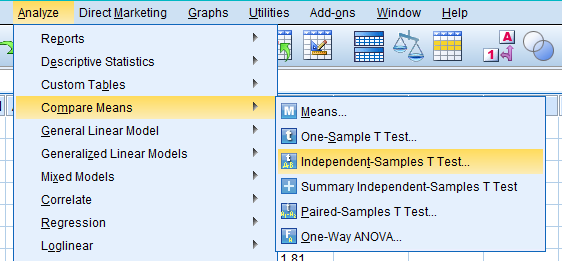 Analyze Direct Marketing Graphs Utilities Add-ons Window Help
Reports
Descriptive Statistics
Custom Tables
Compare Means
General Linear Model
Generalized Linear Models
Mixed Models
Correlate
Regression
Loglinear
Means...
One-Sample T Test...
Independent-Samples T Test...
Summary Independent-Samples T Test
Paired-Samples T Test...
One-Way ANOVA...
1.81